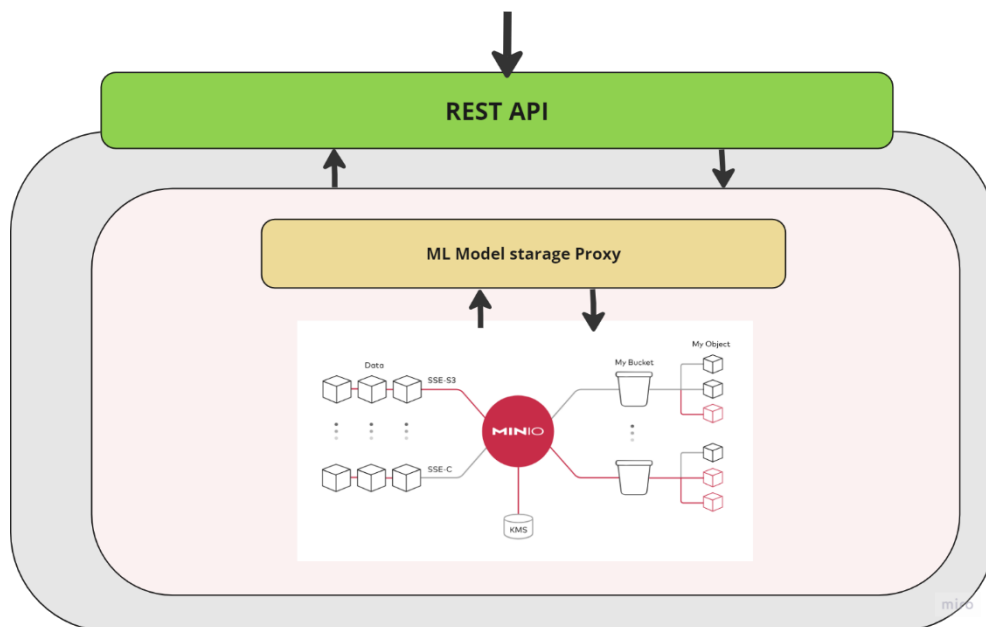 REST API
ML Model starage Proxy
My Object
Data
My Bucket
SSE-S3
MINIO
SSE-C
KMS
miro